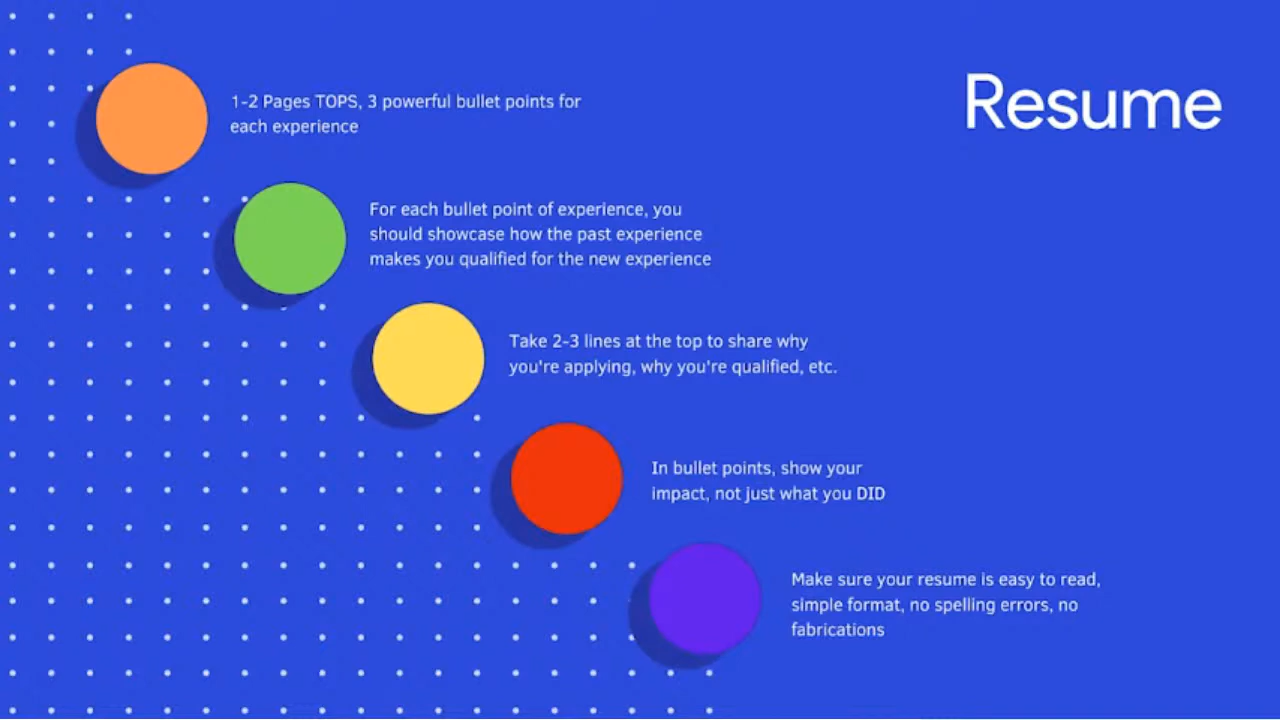 Resume
1-2 Pages TOPS, 3 powerful bullet points for
each experience
For each bullet point of experience, you
should showcase how the past experience
makes you qualified for the new experience
Take 2-3 lines at the top to share why
you're applying, why you're qualified, etc.
In bullet points, show your
impact, not just what you DID
Make sure your resume is easy to read,
simple format, no spelling errors, no
fabrications